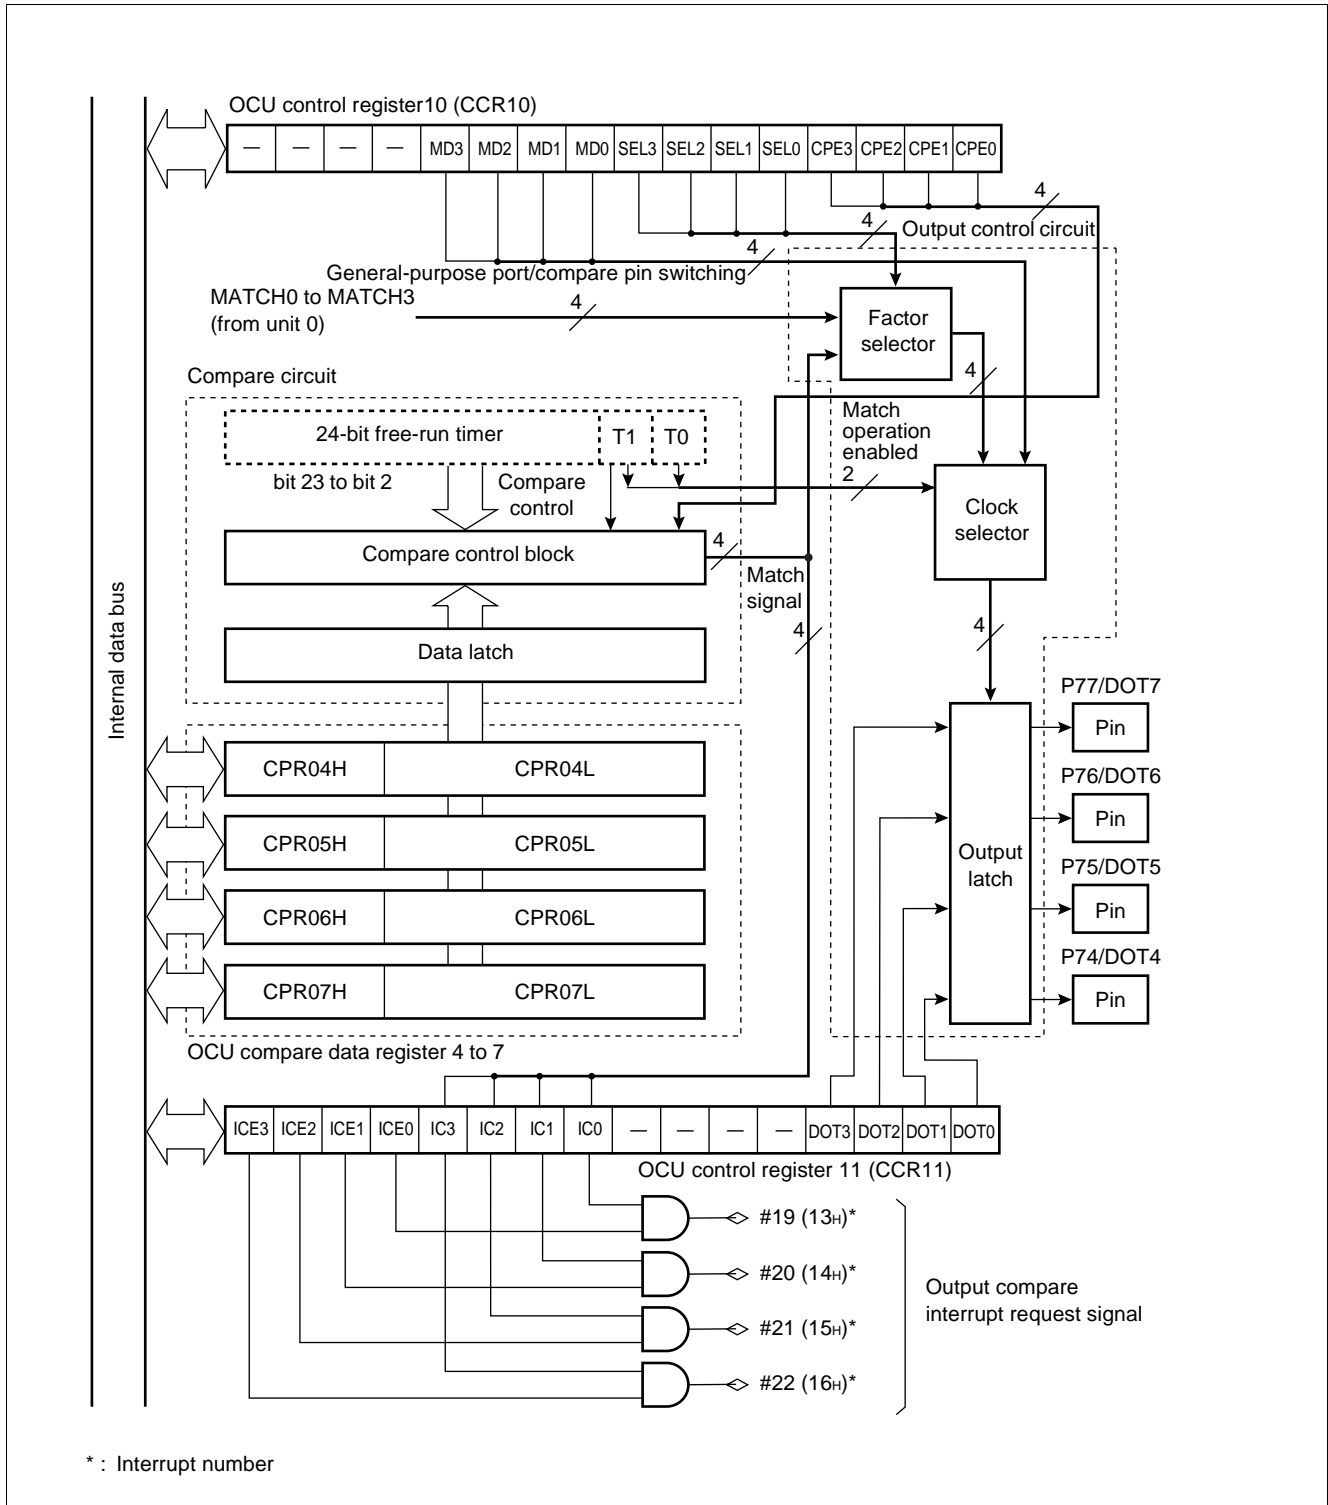 OCU control register10 (CCR10)
— — — — MD3 MD2 MD1 MD0 SEL3 SEL2 SEL1 SEL0 CPE3 CPE2 CPE1 CPE0
4
4
Output control circuit
4
General-purpose port/compare pin switching
MATCH0 to MATCH3
(from unit 0)
4
Factor
selector
Compare circuit
4
24-bit free-run timer
T1
T0
Match
operation
enabled
2
bit 23 to bit 2
Compare
control
Clock
selector
Compare control block
4
Match
signal
4
4
Data latch
Internal data bus
P77/DOT7
Pin
CPR04H
CPR04L
P76/DOT6
Pin
CPR05H
CPR05L
Output
latch
P75/DOT5
Pin
CPR06H
CPR06L
P74/DOT4
Pin
CPR07H
CPR07L
OCU compare data register 4 to 7
ICE3 ICE2 ICE1 ICE0 IC3 IC2 IC1 IC0 — — — — DOT3 DOT2 DOT1 DOT0
OCU control register 11 (CCR11)
#19 (13H)*
#20 (14H)*
#21 (15H)*
#22 (16H)*
Output compare
interrupt request signal
* : Interrupt number